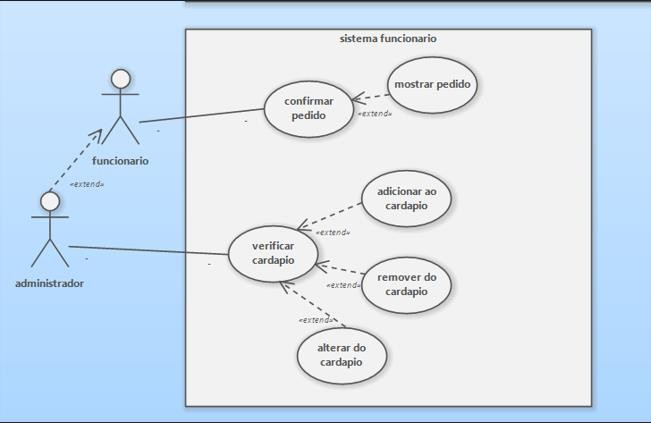 sistema funcionario
mostrar pedido
confirmar
pedido
«extend»
funcionario
«extend»
adicionar ao
cardapio
administrador
verificar
cardapio
«extend»
remover do
cardapio
«extend»
«extend»
alterar do
cardapio